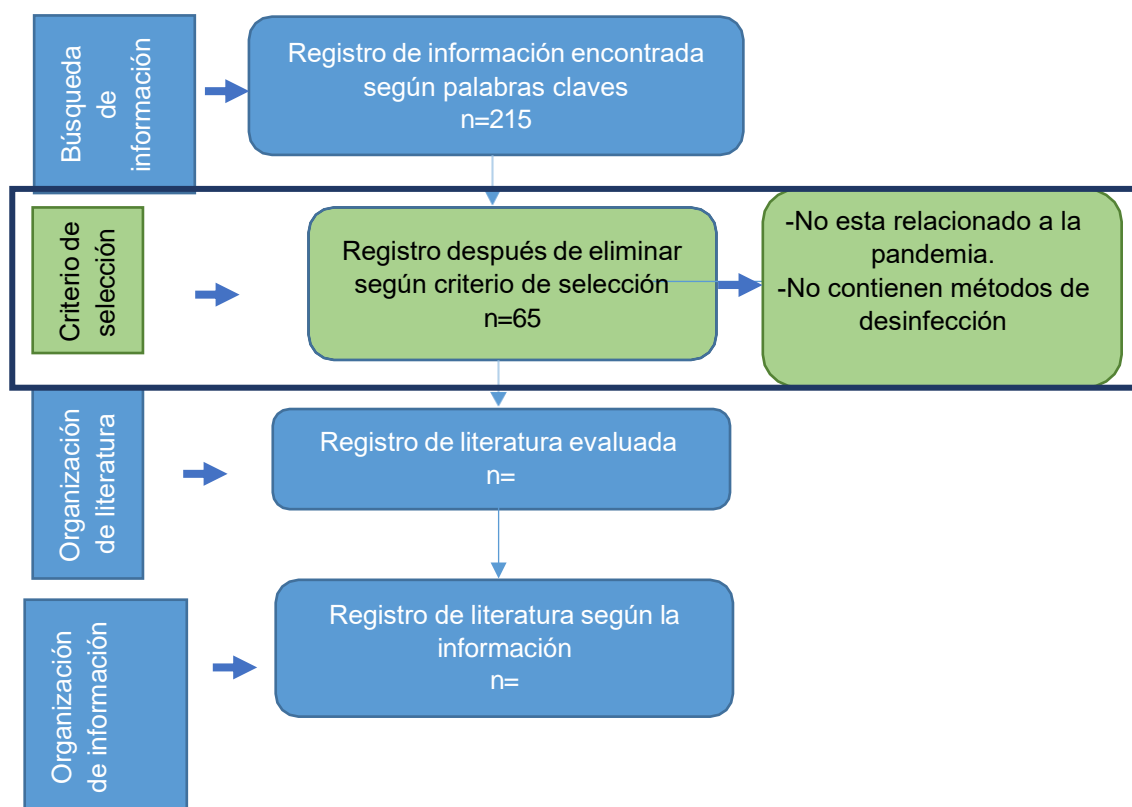 Búsqueda
de
información
Registro de información encontrada
según palabras claves
n=215
Criterio de
selección
Registro después de eliminar
según criterio de selección
n=65
-No esta relacionado a la
pandemia.
-No contienen métodos de
desinfección
Organización
de literatura
Registro de literatura evaluada
n=
Organización
de información
Registro de literatura según la
información
n=